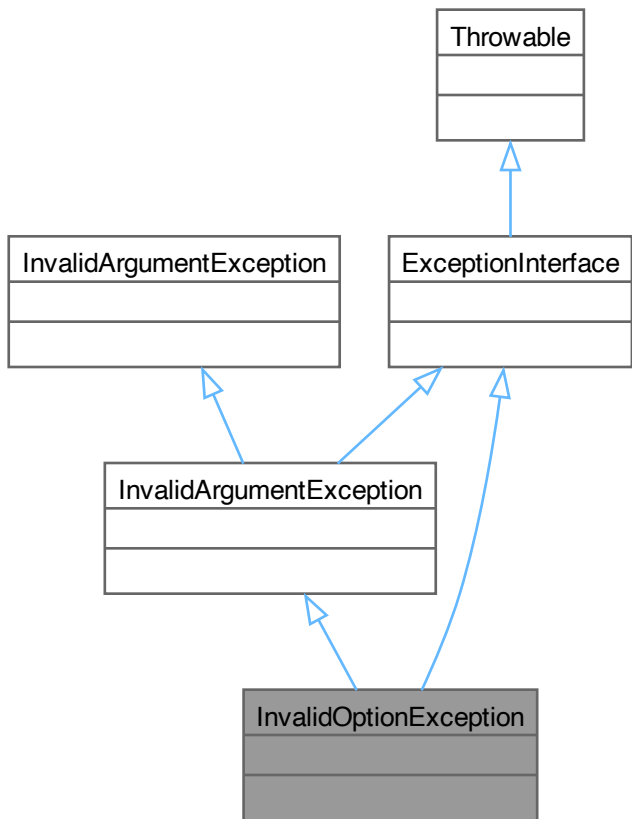 Throwable
InvalidArgumentException
ExceptionInterface
InvalidArgumentException
InvalidOptionException